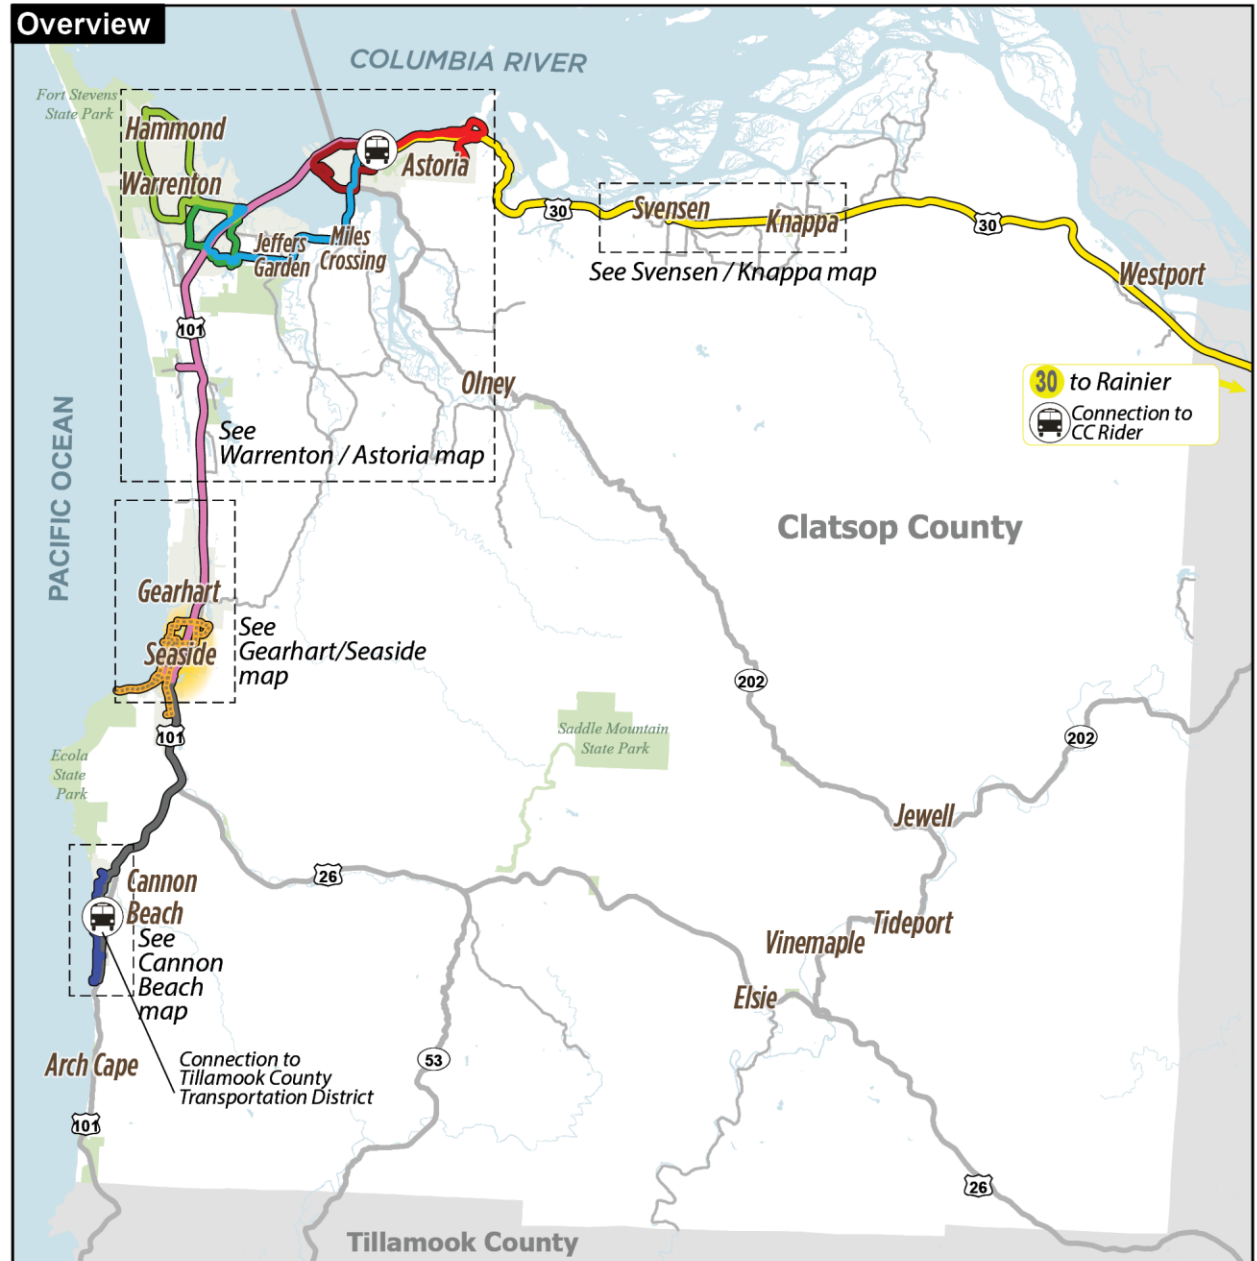 Overview
COLUMBIA RIVER
Fort Stevens
State Park
Hammond
Warrenton
Astoria
Jeffers
Garden
Miles
Crossing
30
Svensen
Knappa
30
See Svensen / Knappa map
Westport
101
30 to Rainier
Connection to
CC Rider
Olney
See
Warrenton / Astoria map
PACIFIC OCEAN
Clatsop County
Gearhart
Seaside
See
Gearhart/Seaside
map
202
101
Saddle Mountain
State Park
202
Ecola
State
Park
Jewell
26
Cannon
Beach
See
Cannon
Beach
map
Tideport
Vinemaple
Elsie
Arch Cape
Connection to
Tillamook County
Transportation District
53
101
26
Tillamook County